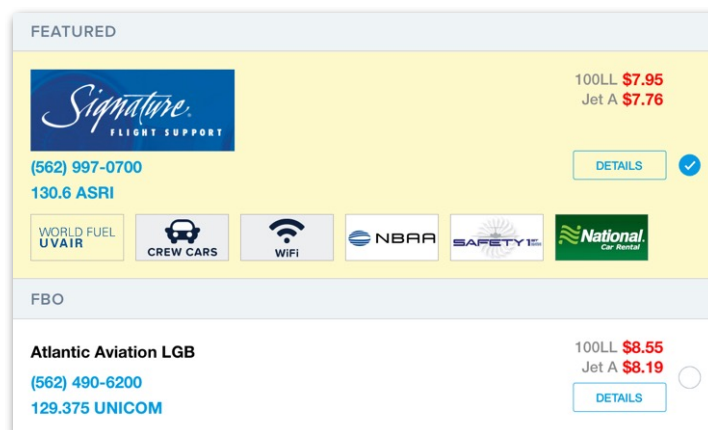 FEATURED
Signature.
FLIGHT SUPPORT
100LL $7.95
Jet A $7.76
(562) 997-0700
130.6 ASRI
DETAILS
WORLD FUEL
UVAIR
CREW CARS
WiFi
NBAA
SAFETY 1ST
National.
Car Rental
FBO
Atlantic Aviation LGB
(562) 490-6200
129.375 UNICOM
100LL $8.55
Jet A $8.19
DETAILS